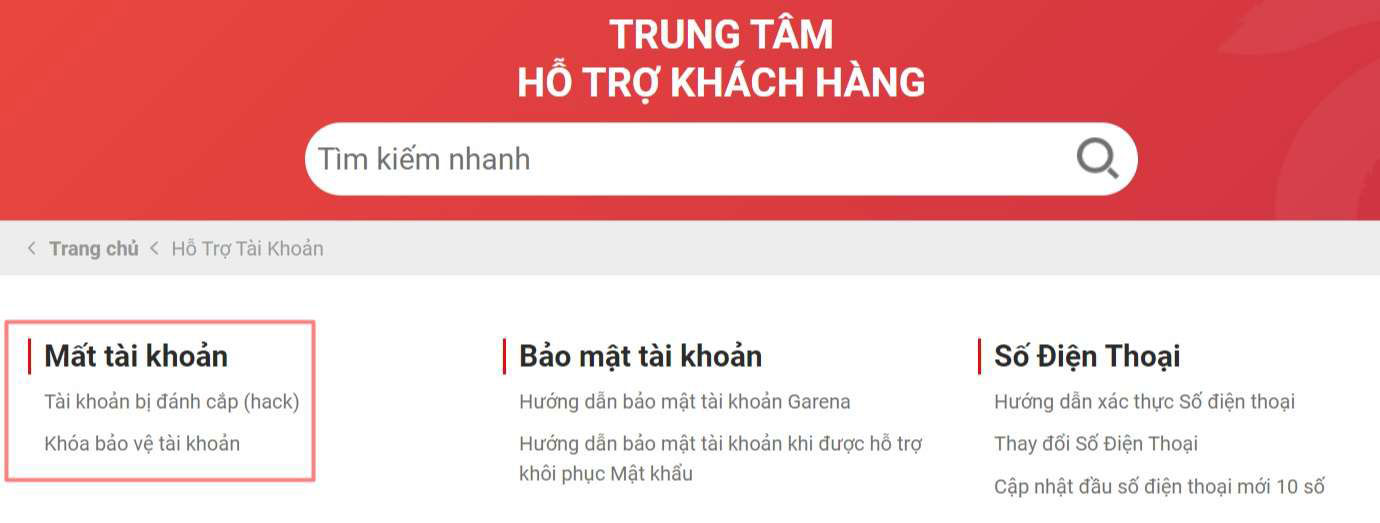 TRUNG TÂM
HỖ TRỢ KHÁCH HÀNG
Tìm kiếm nhanh
Trang chủ
Hỗ Trợ Tài Khoản
Mất tài khoản
Tài khoản bị đánh cắp (hack)
Khóa bảo vệ tài khoản
Bảo mật tài khoản
Hướng dẫn bảo mật tài khoản Garena
Hướng dẫn bảo mật tài khoản khi được hỗ trợ
khôi phục Mật khẩu
Số Điện Thoại
Hướng dẫn xác thực Số điện thoại
Thay đổi Số Điện Thoại
Cập nhật đầu số điện thoại mới 10 số